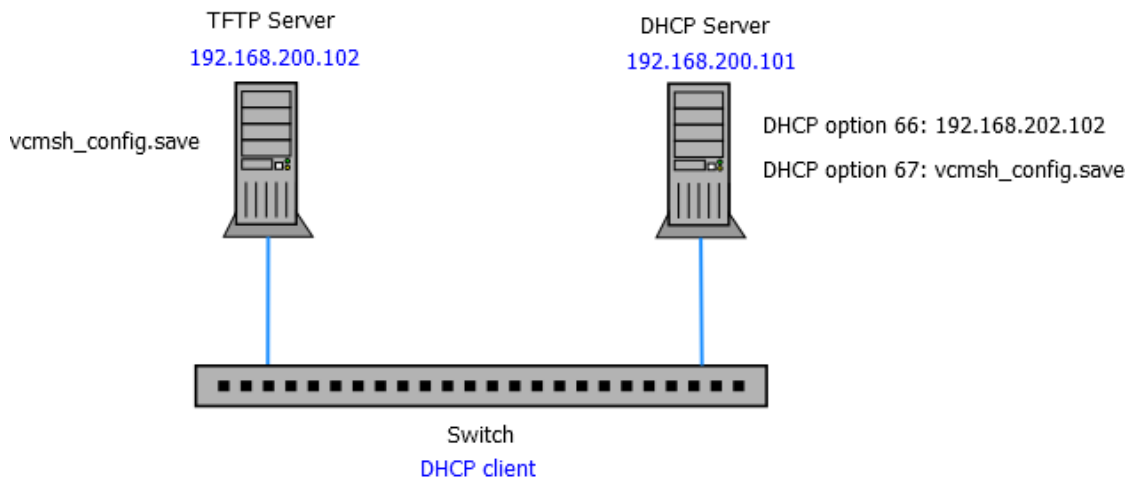 TFTP Server
192.168.200.102
vcmsh_config.save
DHCP Server
192.168.200.101
DHCP option 66: 192.168.202.102
DHCP option 67: vcmsh_config.save
Switch
DHCP client